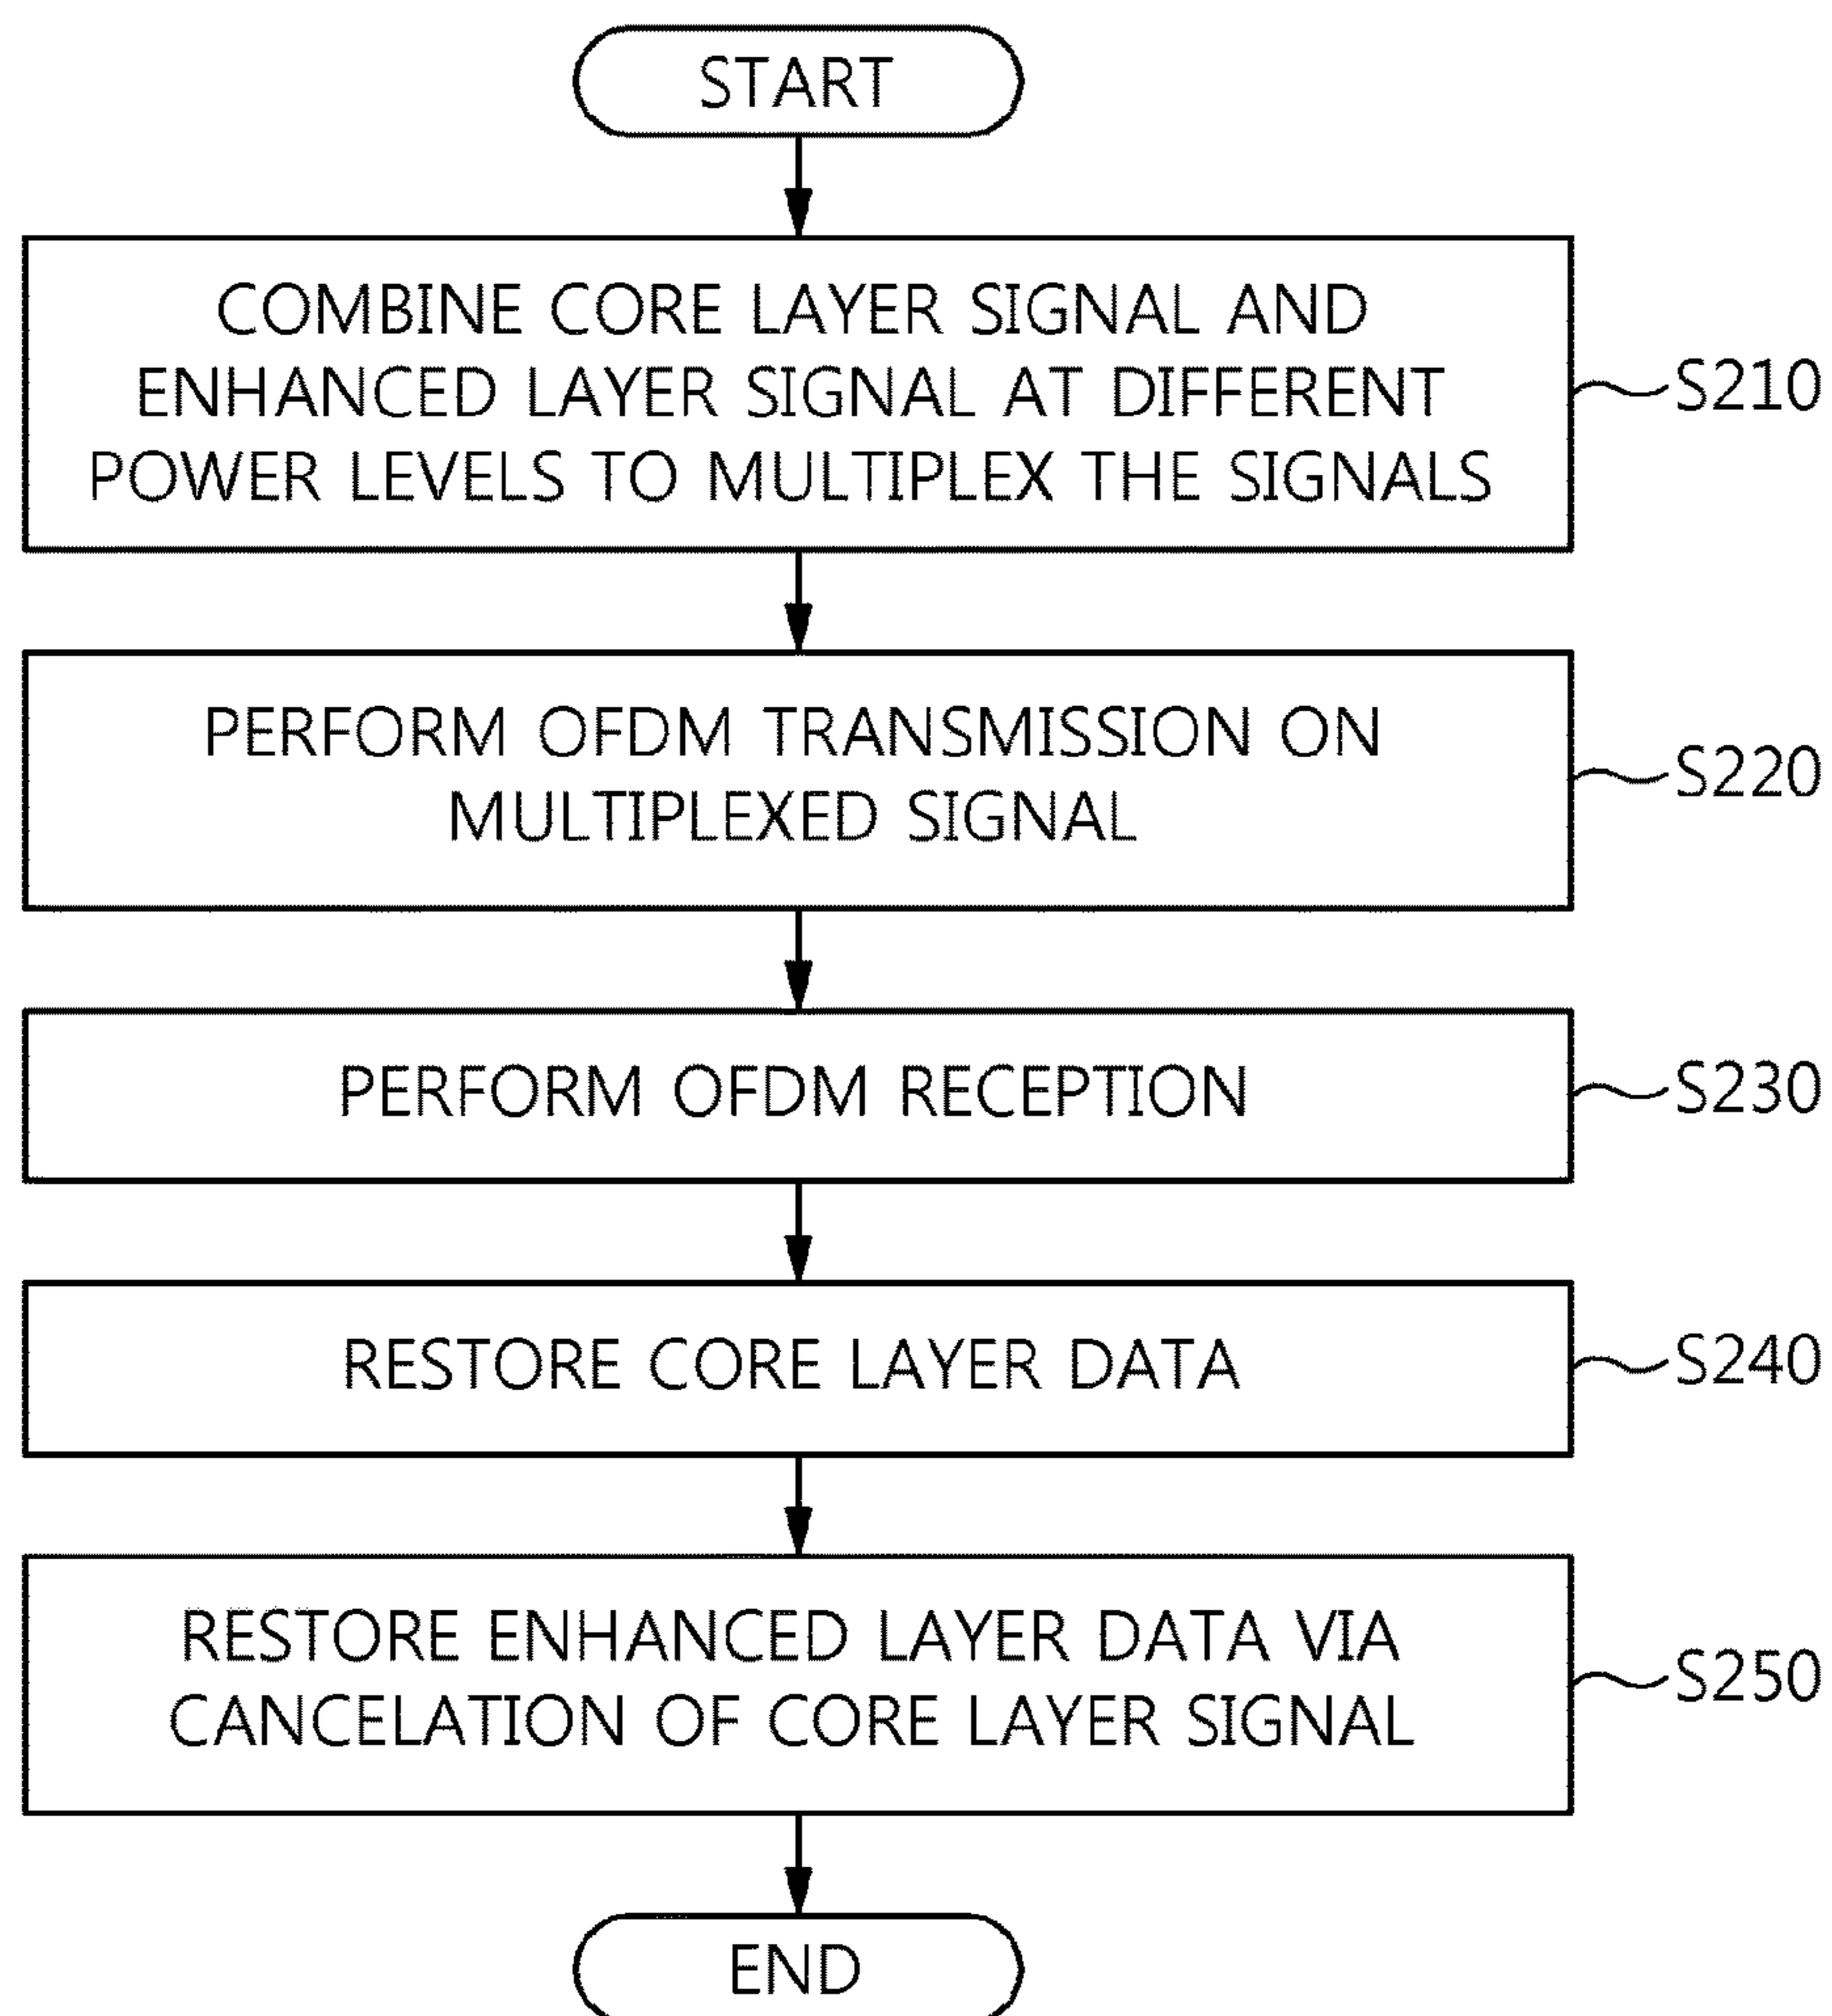 START
COMBINE CORE LAYER SIGNAL AND
ENHANCED LAYER SIGNAL AT DIFFERENT
POWER LEVELS TO MULTIPLEX THE SIGNALS
S210
PERFORM OFDM TRANSMISSION ON
MULTIPLEXED SIGNAL
S220
PERFORM OFDM RECEPTION
S230
RESTORE CORE LAYER DATA
S240
RESTORE ENHANCED LAYER DATA VIA
CANCELATION OF CORE LAYER SIGNAL
S250
END